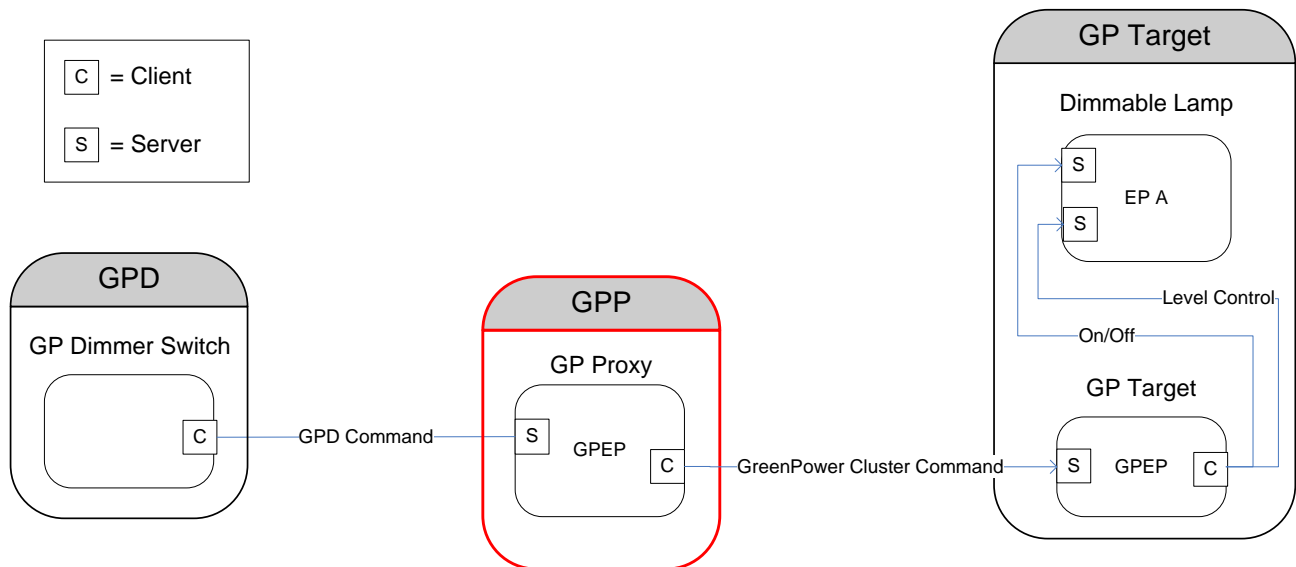 C = Client
S = Server
GPD
GP Dimmer Switch
C
GPD Command
GPP
GP Proxy
S
GPEP
C
GreenPower Cluster Command
GP Target
Dimmable Lamp
S
EP A
S
Level Control
On/Off
GP Target
S
GPEP
C